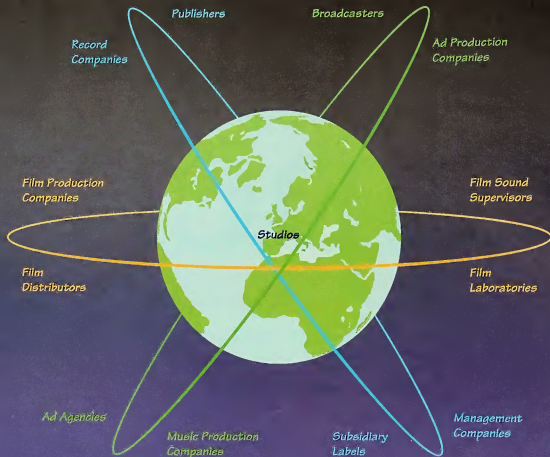 Publishers
Broadcasters
Record
Companies
Ad Production
Companies
Film Production
Companies
Film Sound
Supervisors
Studios
Film
Distributors
Film
Laboratories
Ad Agencies
Music Production
Companies
Subsidiary
Labels
Management
Companies